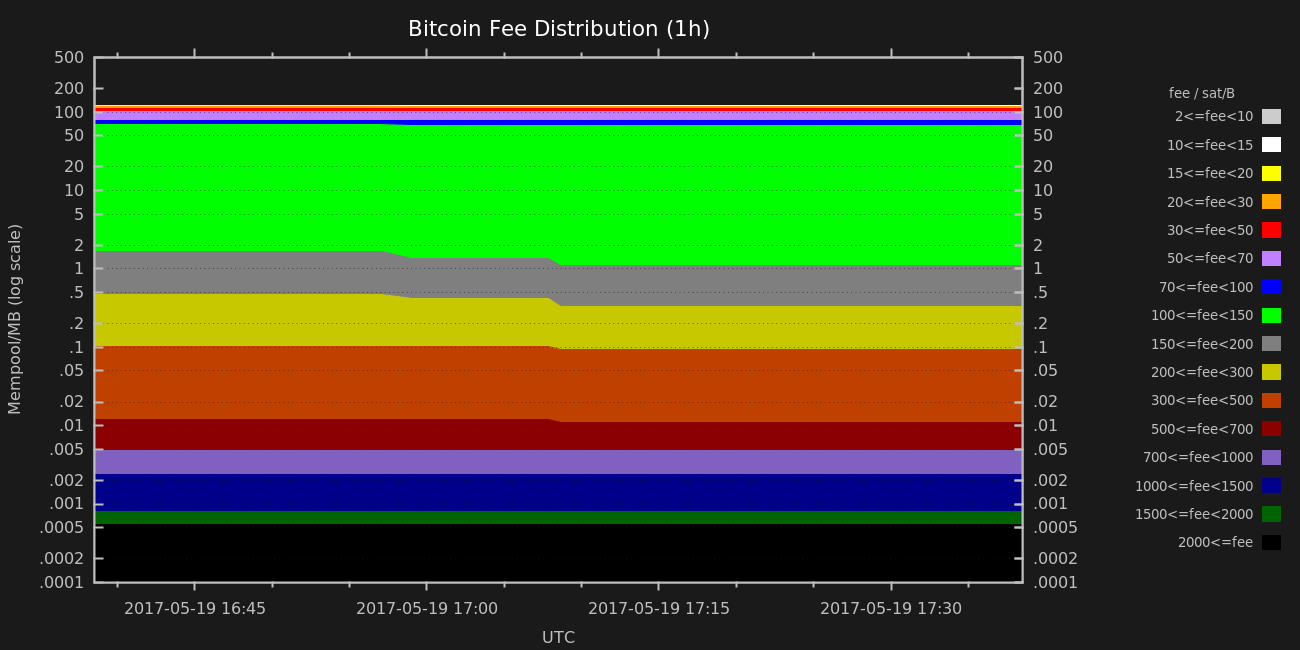 Bitcoin Fee Distribution (1h)
500
200
100
50
20
10
5
2
1
.5
.2
.1
.05
.02
.01
.005
.002
.001
.0005
.0002
.0001
Mempool/MB (log scale)
500
200
100
50
20
10
5
2
1
.5
.2
.1
.05
.02
.01
.005
.002
.001
.0005
.0002
.0001
2017-05-19 16:45
2017-05-19 17:00
2017-05-19 17:15
2017-05-19 17:30
UTC
fee / sat/B
2<=fee<10
10<=fee<15
15<=fee<20
20<=fee<30
30<=fee<50
50<=fee<70
70<=fee<100
100<=fee<150
150<=fee<200
200<=fee<300
300<=fee<500
500<=fee<700
700<=fee<1000
1000<=fee<1500
1500<=fee<2000
2000<=fee